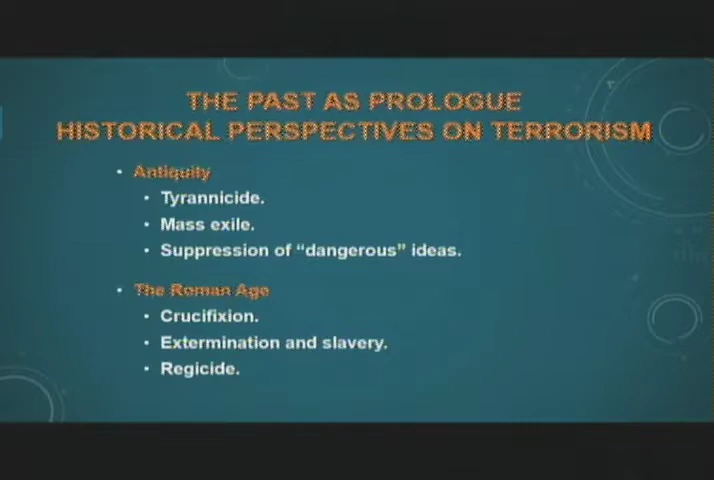 THE PAST AS PROLOGUE
HISTORICAL PERSPECTIVES ON TERRORISM
• Antiquity
• Tyrannicide.
• Mass exile.
• Suppression of “dangerous” ideas.
• The Roman Age
• Crucifixion.
• Extermination and slavery.
• Regicide.